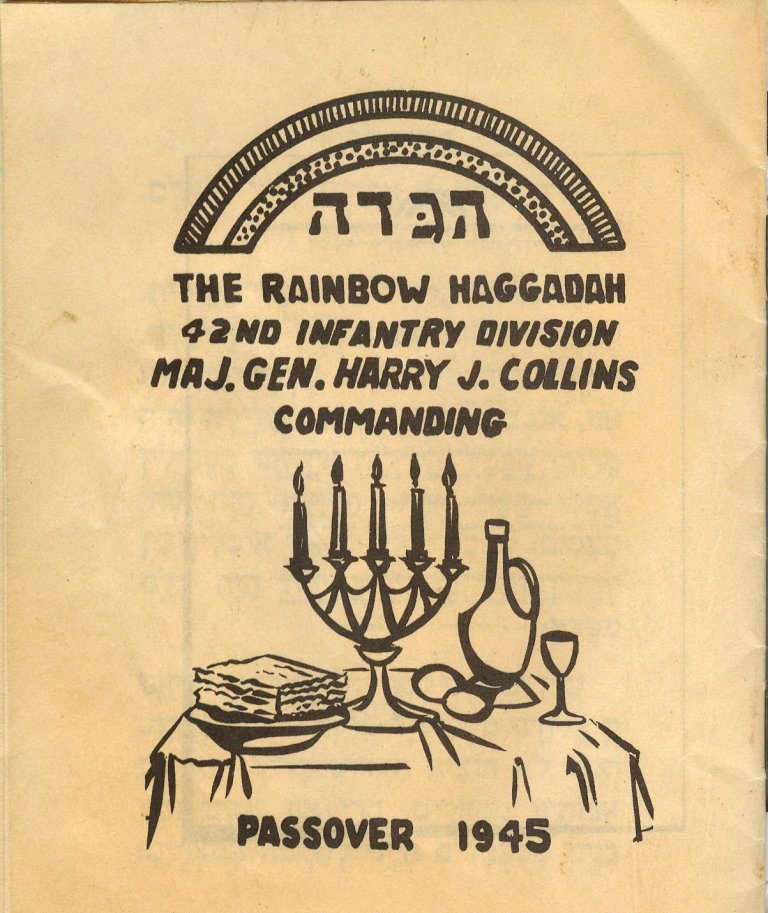 הגדה
THE RAINBOW HAGGADAH
42ND INFANTRY DIVISION
MAJ. GEN. HARRY J. COLLINS
COMMANDING
PASSOVER 1945